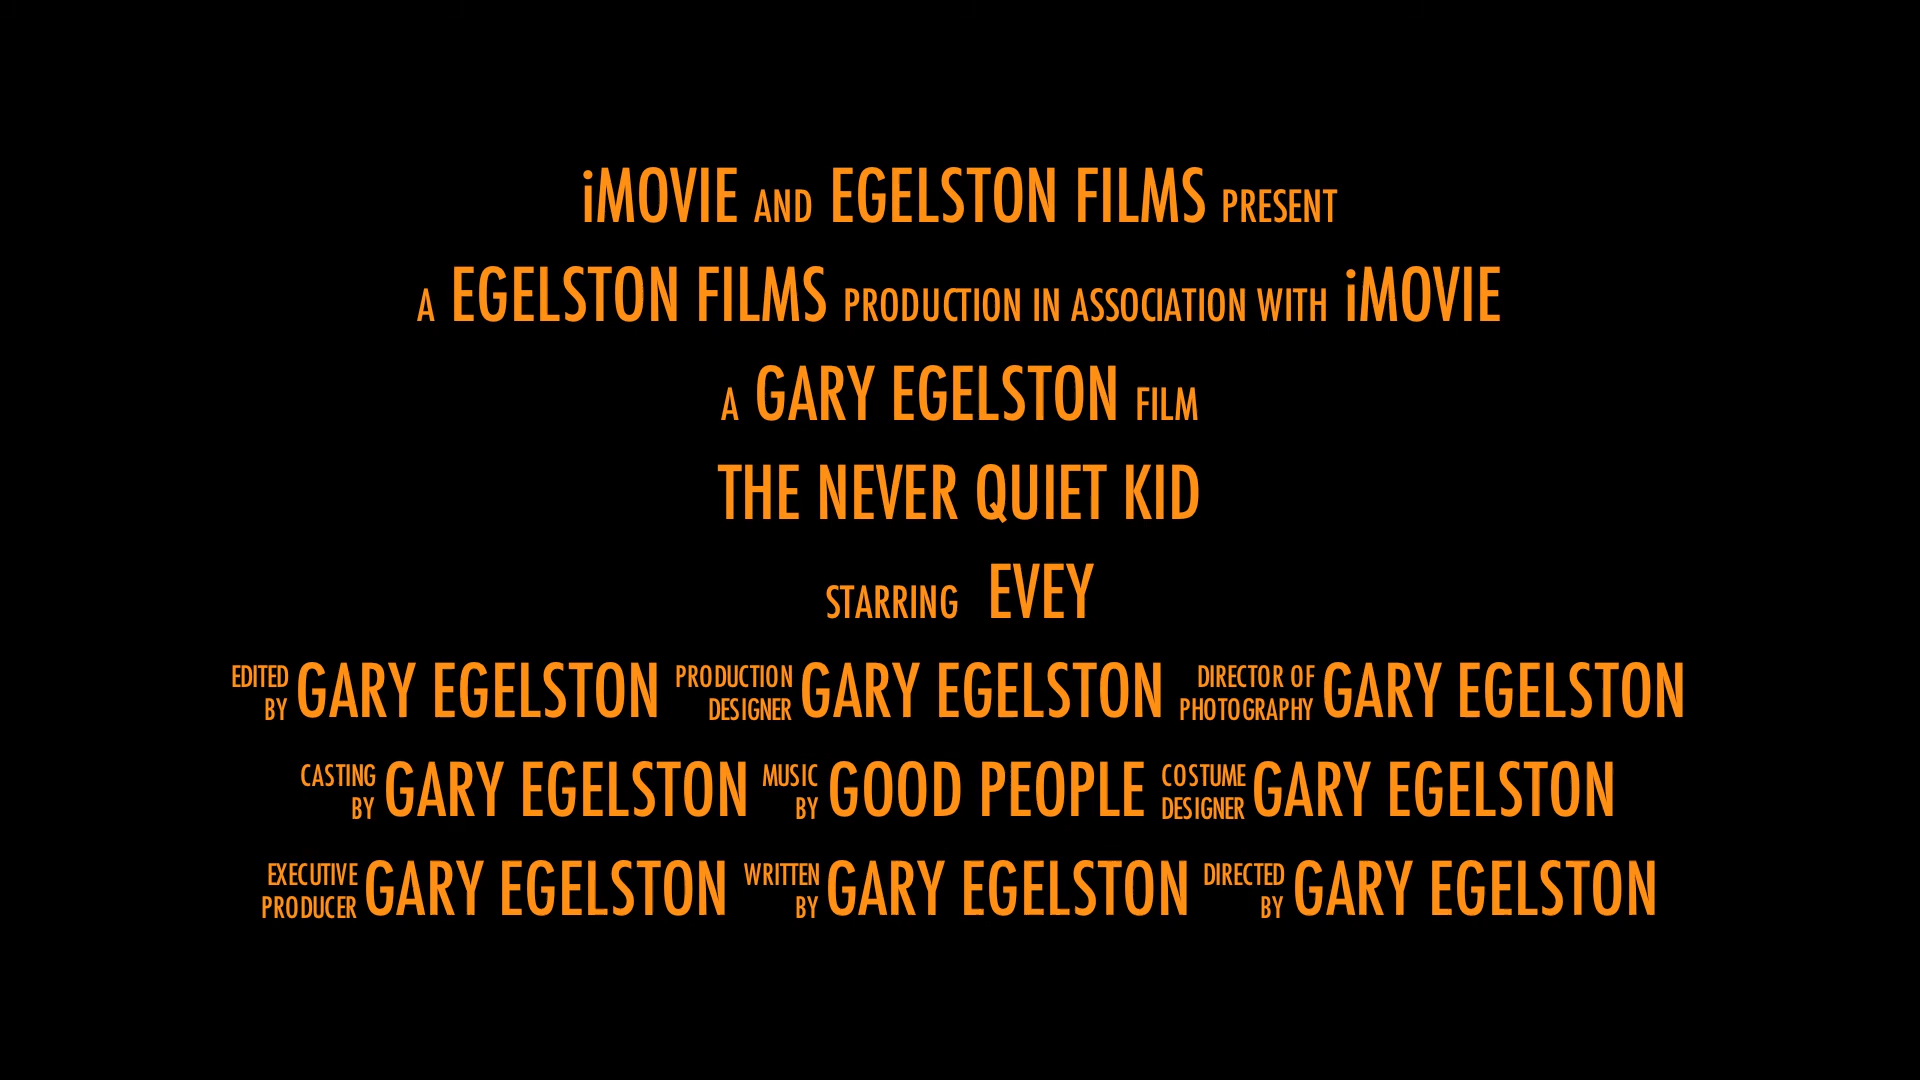 iMOVIE AND EGELSTON FILMS PRESENT
A EGELSTON FILMS PRODUCTION IN ASSOCIATION WITH iMOVIE
A GARY EGELSTON FILM
THE NEVER QUIET KID
STARRING EVEY
EDITED BY GARY EGELSTON PRODUCTION DESIGNER GARY EGELSTON DIRECTOR OF PHOTOGRAPHY GARY EGELSTON
CASTING BY GARY EGELSTON MUSIC BY GOOD PEOPLE COSTUME DESIGNER GARY EGELSTON
EXECUTIVE PRODUCER GARY EGELSTON WRITTEN BY GARY EGELSTON DIRECTED BY GARY EGELSTON